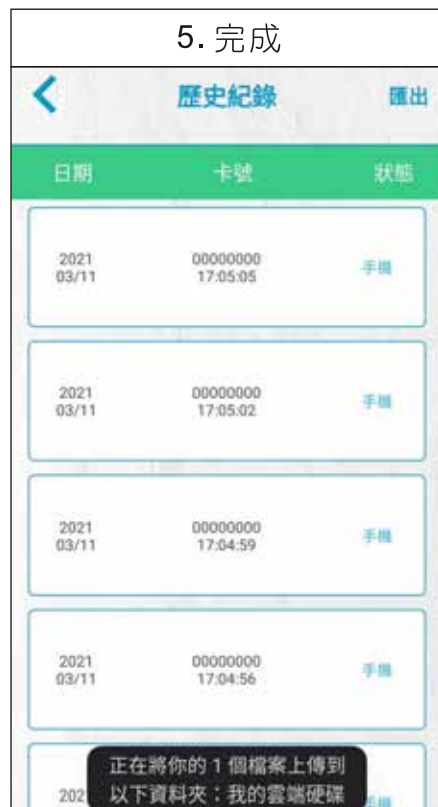 5. 完成
歷史紀錄 匯出
日期 卡號 狀態
2021 00000000 手機
03/11 17:05:05
2021 00000000 手機
03/11 17:05:02
2021 00000000 手機
03/11 17:04:59
2021 00000000 手機
03/11 17:04:56
正在將你的 1 個檔案上傳到
202 以下資料夾：我的雲端硬碟